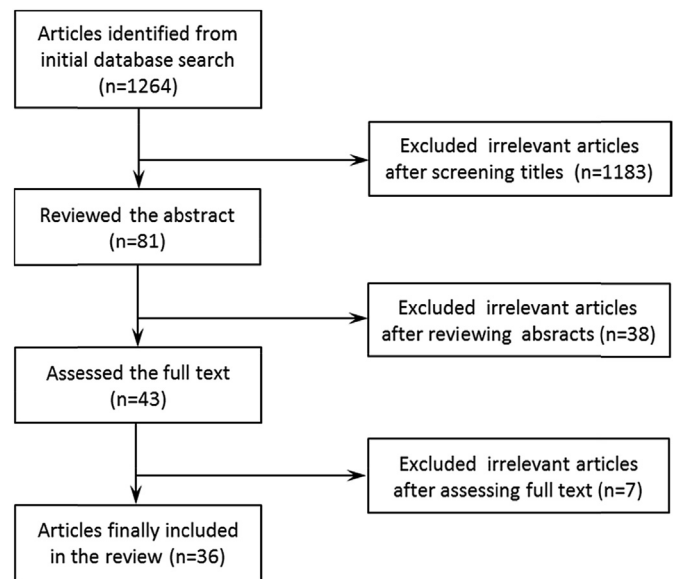 Articles identified from
initial database search
(n=1264)
Excluded irrelevant articles
after screening titles (n=1183)
Reviewed the abstract
(n=81)
Excluded irrelevant articles
after reviewing absracts (n=38)
Assessed the full text
(n=43)
Excluded irrelevant articles
after assessing full text (n=7)
Articles finally included
in the review (n=36)